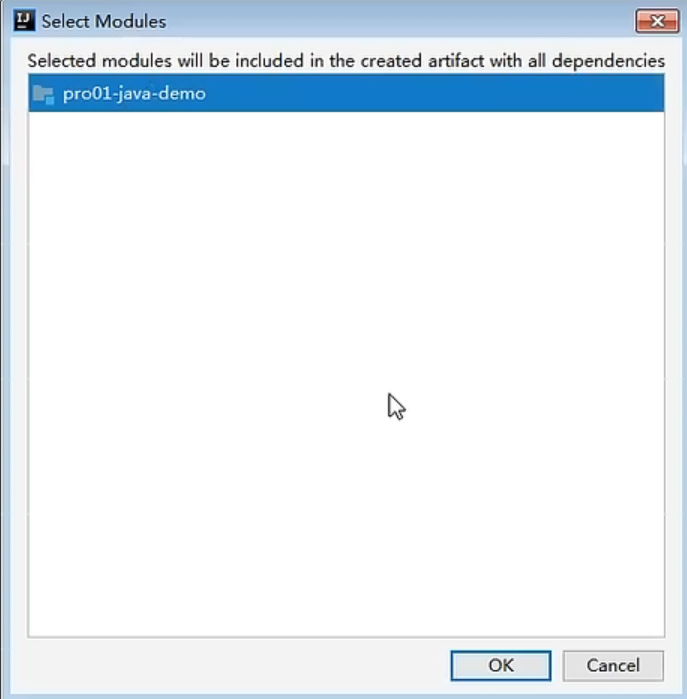 IJ
Select Modules
Selected modules will be included in the created artifact with all dependencies
pro01-java-demo
OK
Cancel